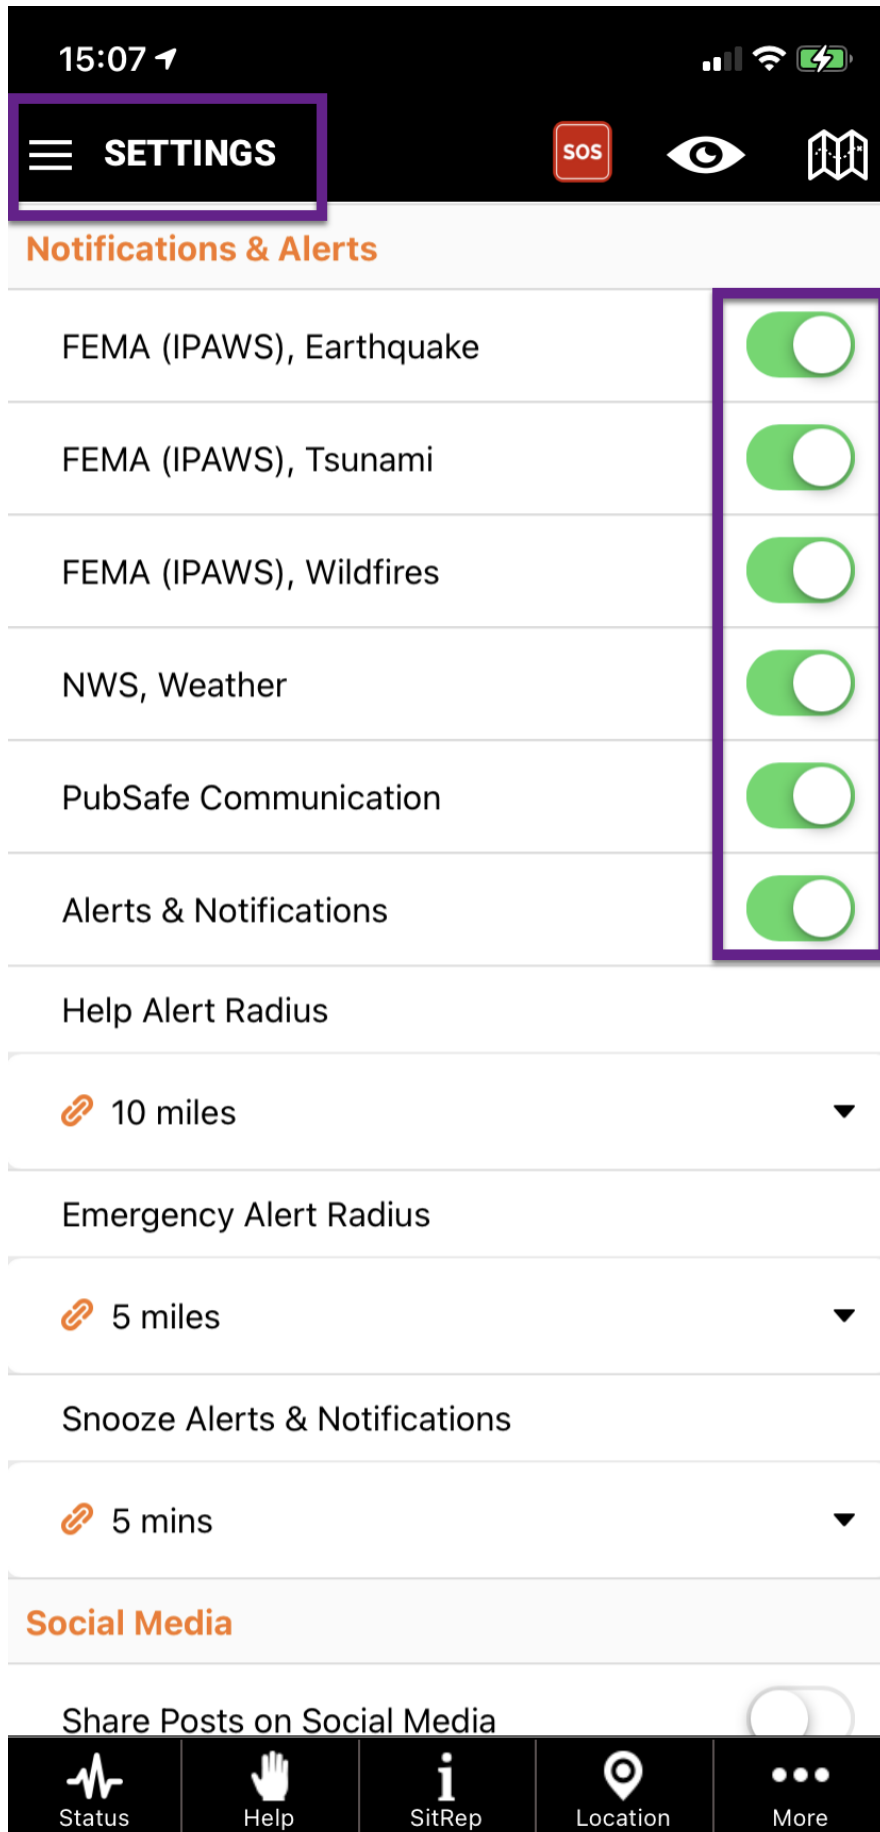 15:07
SETTINGS
SOS
Notifications & Alerts
FEMA (IPAWS), Earthquake
FEMA (IPAWS), Tsunami
FEMA (IPAWS), Wildfires
NWS, Weather
PubSafe Communication
Alerts & Notifications
Help Alert Radius
10 miles
Emergency Alert Radius
5 miles
Snooze Alerts & Notifications
5 mins
Social Media
Share Posts on Social Media
Status Help SitRep Location More